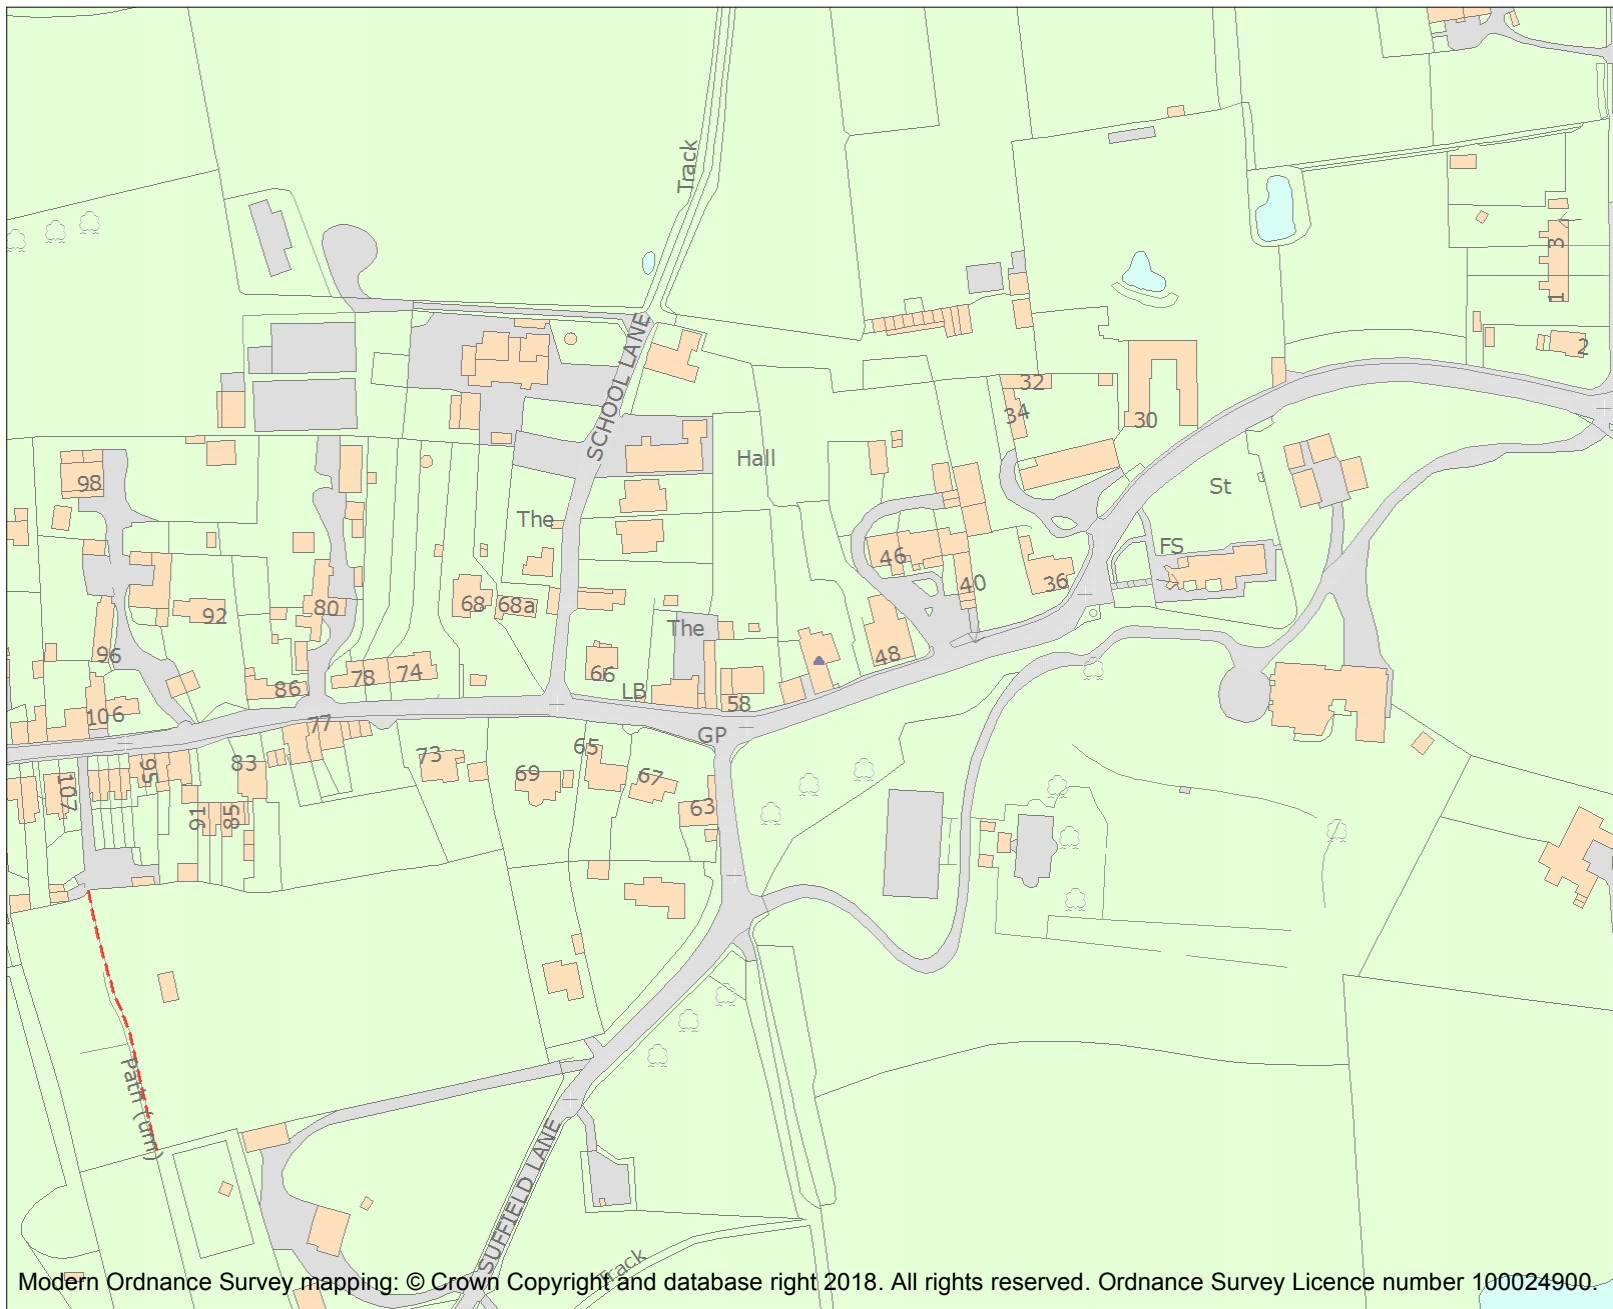 Track
3
1
2
SCHOOL LANE
32
34
30
Hall
98
St
The
FS
46
40
36
68
68a
92
80
The
96
48
66
78
74
86
LB
58
106
77
GP
65
73
83
95
69
67
107
63
91
85
Path (um)
SUFFIELD LANE
Track
Modern Ordnance Survey mapping: © Crown Copyright and database right 2018. All rights reserved. Ordnance Survey Licence number 100024900.